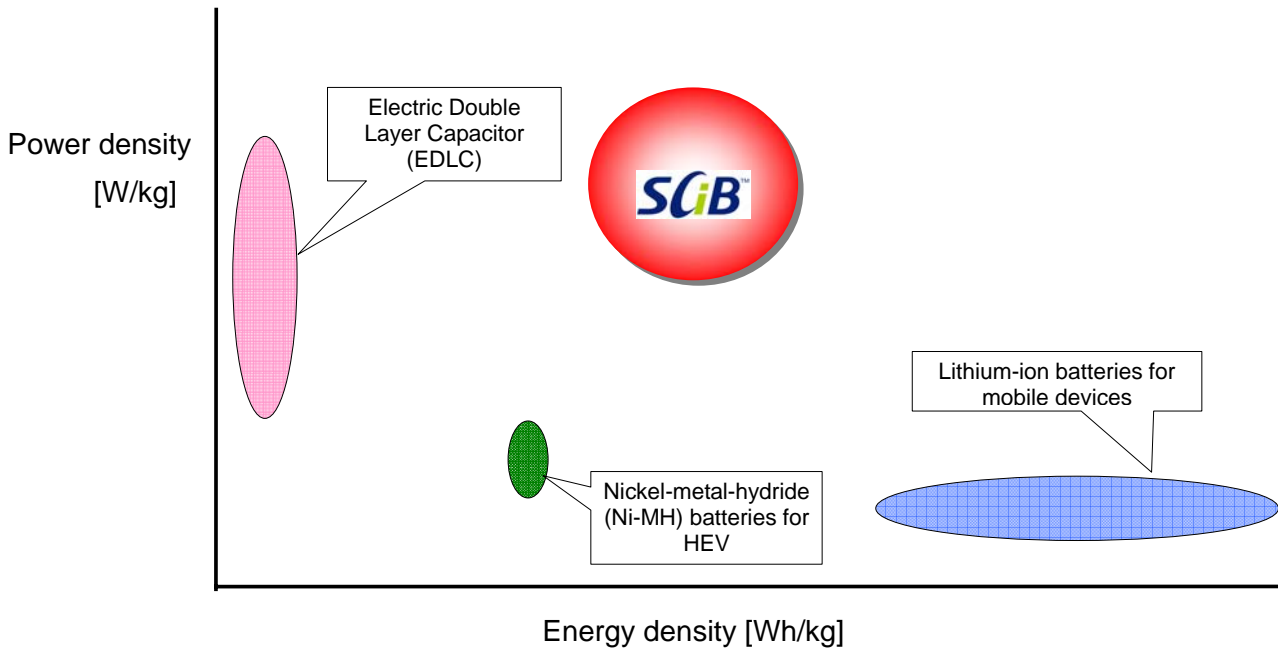 Power density
[W/kg]
Electric Double
Layer Capacitor
(EDLC)
SCiB™
Lithium-ion batteries for
mobile devices
Nickel-metal-hydride
(Ni-MH) batteries for
HEV
Energy density [Wh/kg]